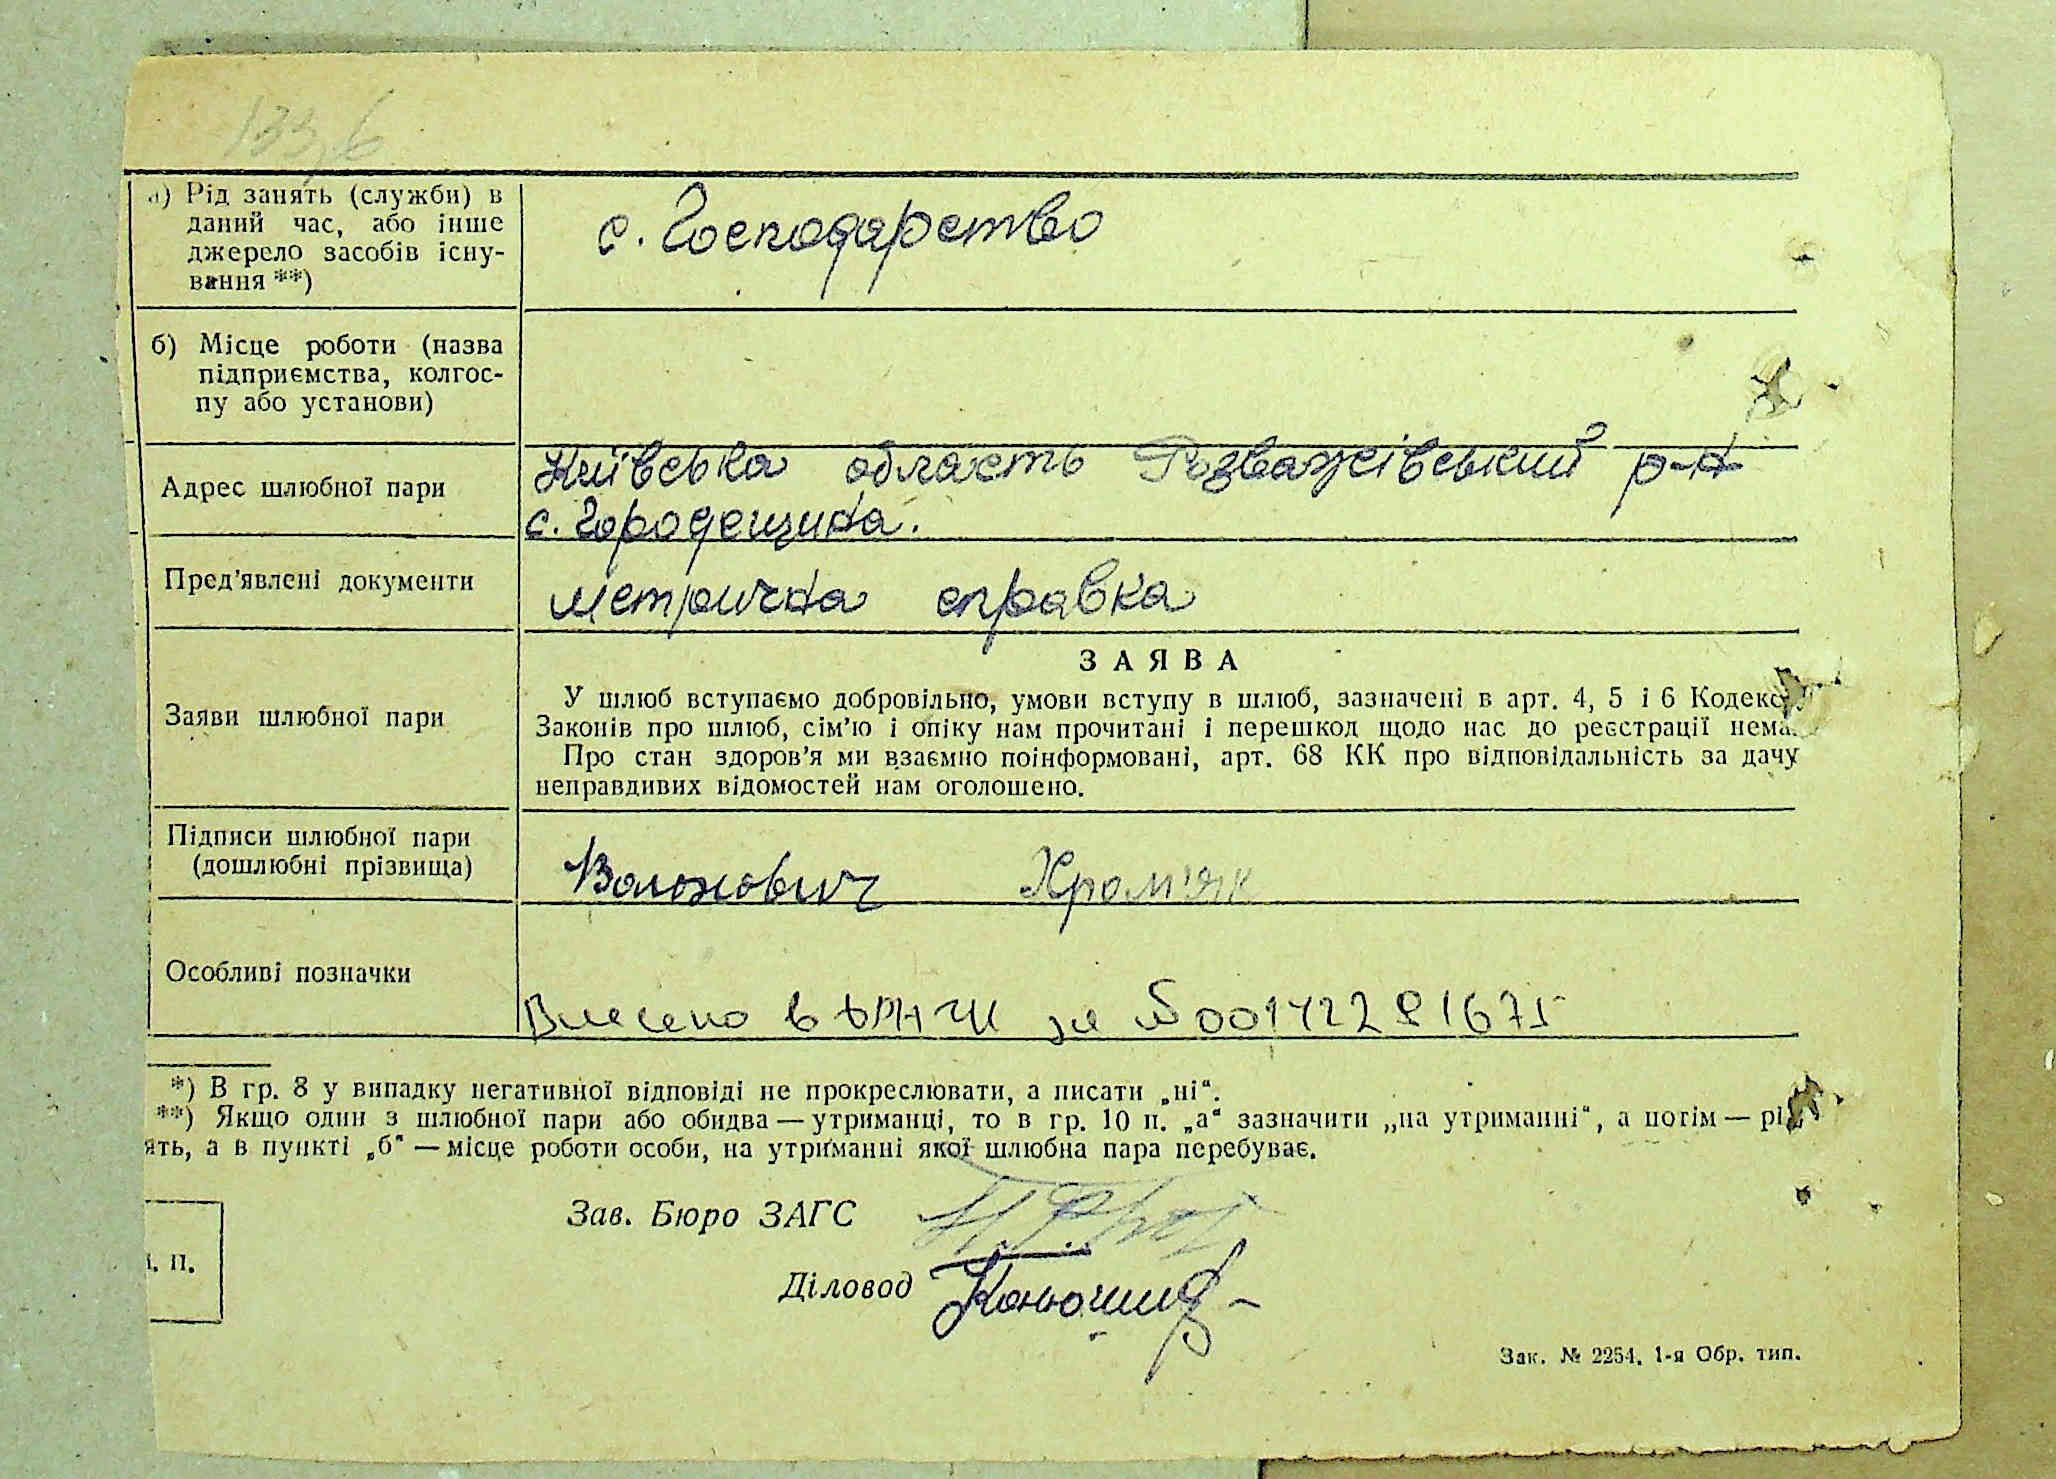 133,6
а) Рід занять (служби) в
даний час, або інше
джерело засобів існу-
вання **)
с. Господарство
б) Місце роботи (назва
підприємства, колгос-
пу або установи)
Адрес шлюбної пари
Київська область Розважівський р-н
с. Городещина.
Пред'явлені документи
метрична справка
Заяви шлюбної пари
ЗАЯВА
У шлюб вступаємо добровільно, умови вступу в шлюб, зазначені в арт. 4, 5 і 6 Кодексу
Законів про шлюб, сім'ю і опіку нам прочитані і перешкод щодо нас до реєстрації нема.
Про стан здоров'я ми взаємно поінформовані, арт. 68 КК про відповідальність за дачу
неправдивих відомостей нам оголошено.
Підписи шлюбної пари
(дошлюбні прізвища)
Хром'як
Особливі позначки
Внесено в за № 00142281675
*) В гр. 8 у випадку негативної відповіді не прокреслювати, а писати „ні“.
**) Якщо один з шлюбної пари або обидва — утриманці, то в гр. 10 п. „а“ зазначити „на утриманні“, а потім — рі
ять, а в пункті „б“ — місце роботи особи, на утриманні якої шлюбна пара перебуває.
Зав. Бюро ЗАГС
. п.
Діловод
Зак. № 2254. 1-я Обр. тип.